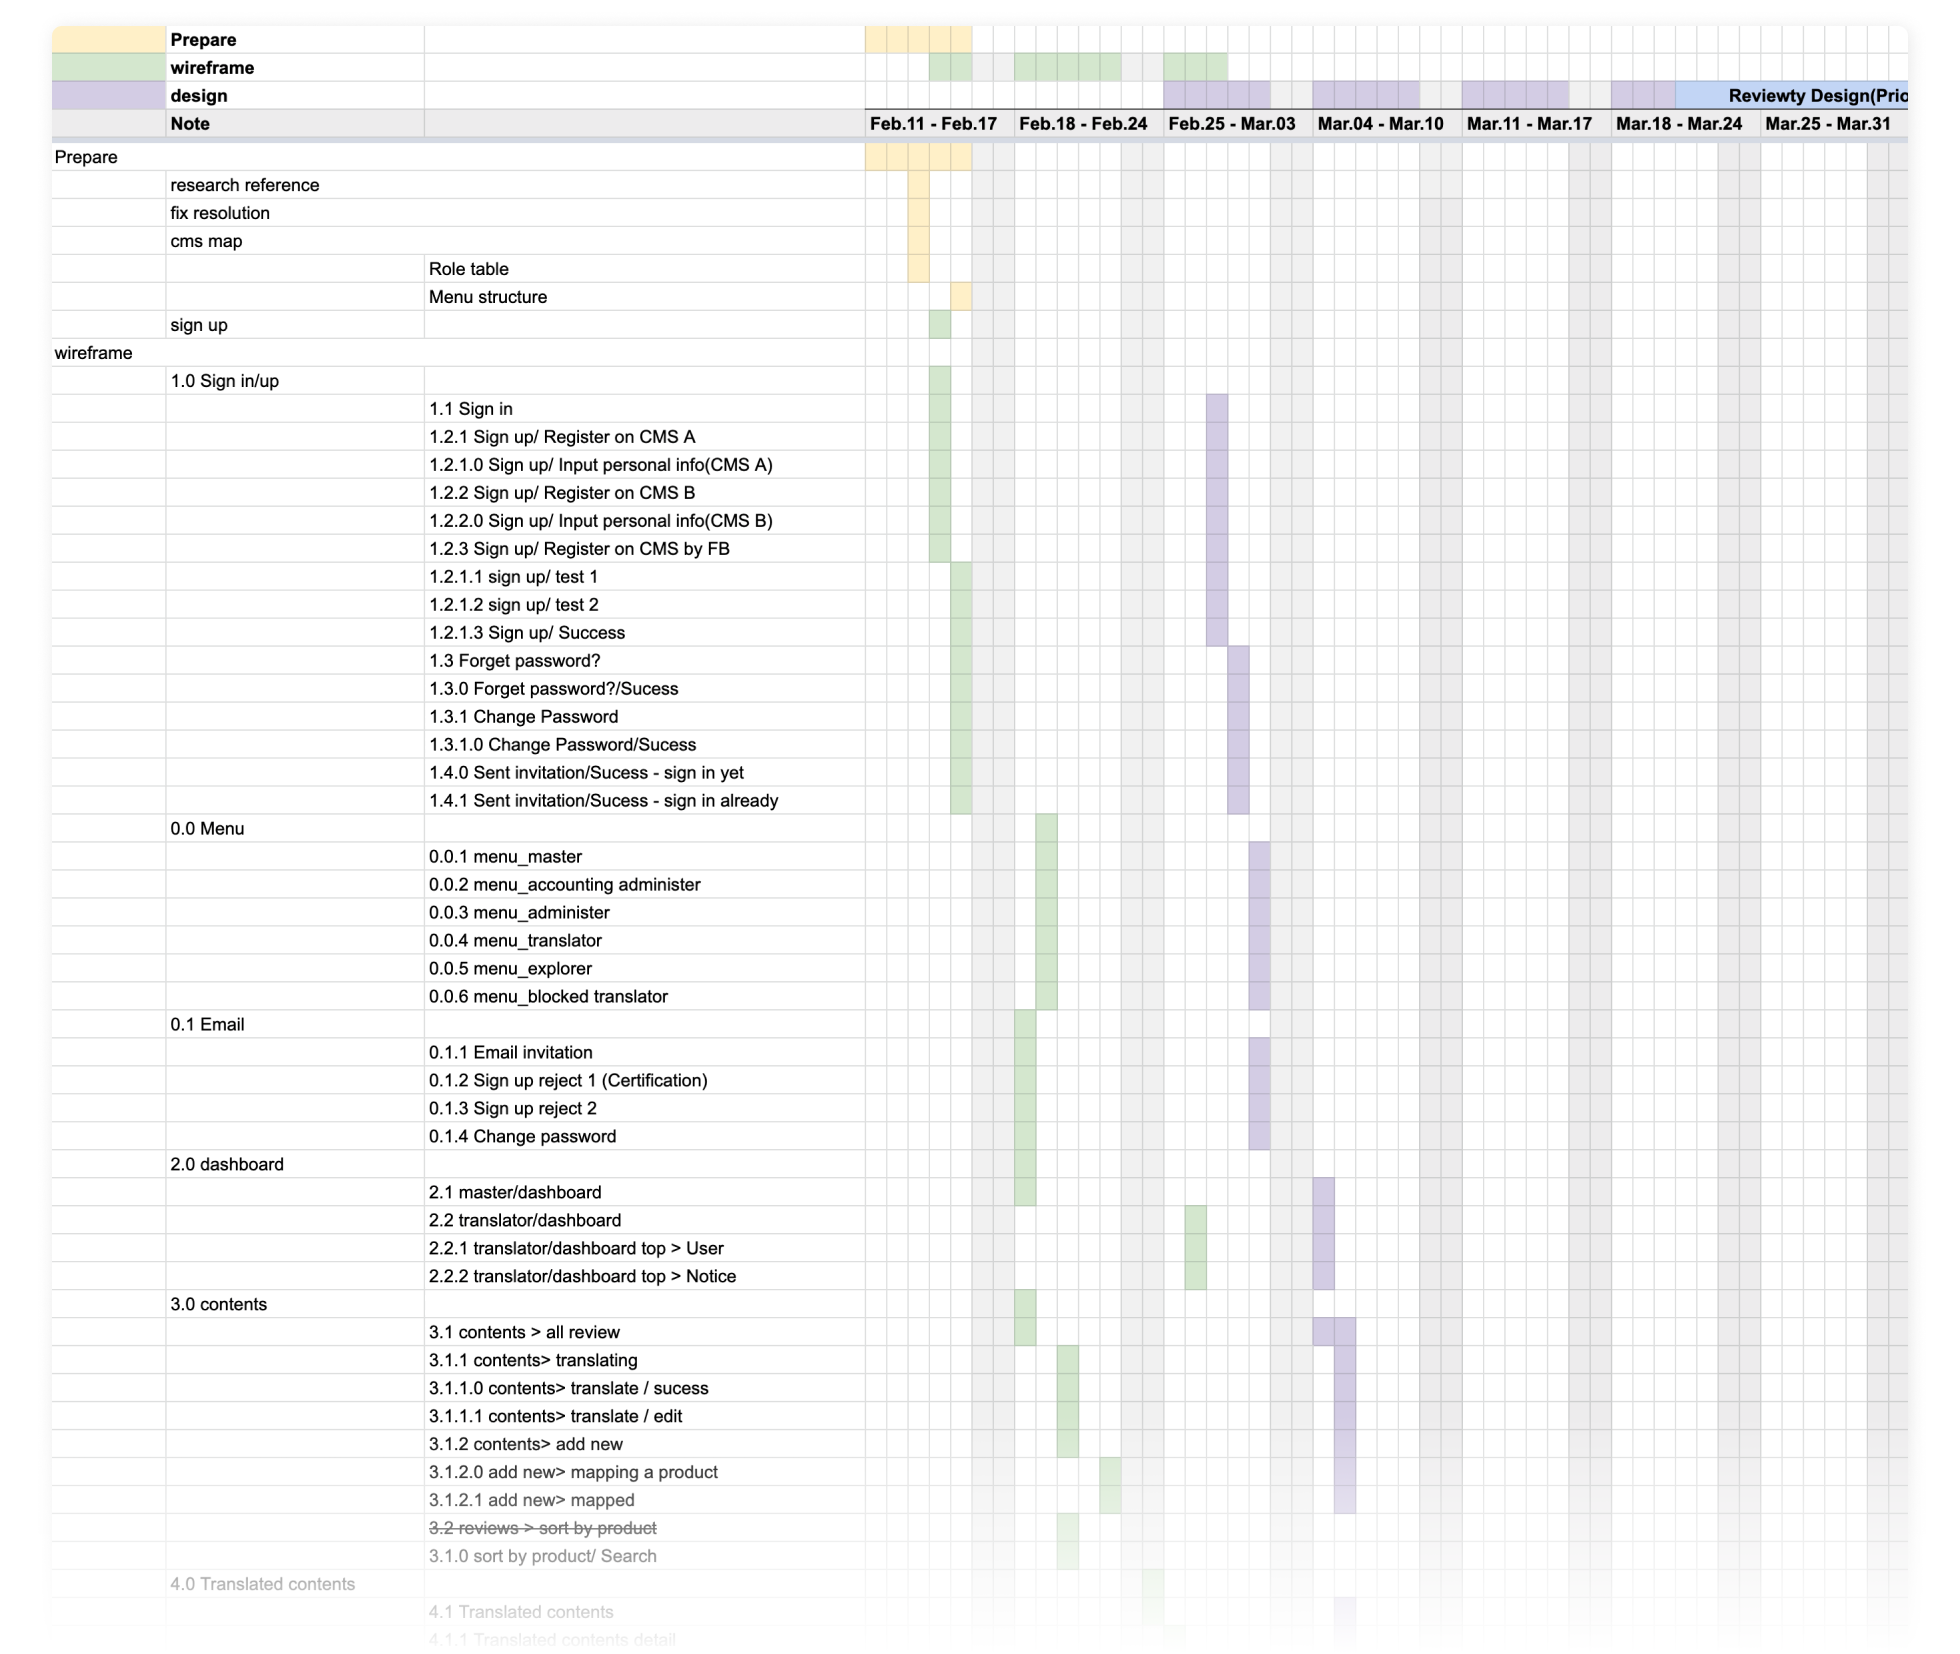 Prepare
wireframe
design Reviewty Design(Prio
Note Feb.11 - Feb.17 Feb.18 - Feb.24 Feb.25 - Mar.03 Mar.04 - Mar.10 Mar.11 - Mar.17 Mar.18 - Mar.24 Mar.25 - Mar.31
Prepare
research reference
fix resolution
cms map
Role table
Menu structure
sign up
wireframe
1.0 Sign in/up
1.1 Sign in
1.2.1 Sign up/ Register on CMS A
1.2.1.0 Sign up/ Input personal info(CMS A)
1.2.2 Sign up/ Register on CMS B
1.2.2.0 Sign up/ Input personal info(CMS B)
1.2.3 Sign up/ Register on CMS by FB
1.2.1.1 sign up/ test 1
1.2.1.2 sign up/ test 2
1.2.1.3 Sign up/ Success
1.3 Forget password?
1.3.0 Forget password?/Sucess
1.3.1 Change Password
1.3.1.0 Change Password/Sucess
1.4.0 Sent invitation/Sucess - sign in yet
1.4.1 Sent invitation/Sucess - sign in already
0.0 Menu
0.0.1 menu_master
0.0.2 menu_accounting administer
0.0.3 menu_administer
0.0.4 menu_translator
0.0.5 menu_explorer
0.0.6 menu_blocked translator
0.1 Email
0.1.1 Email invitation
0.1.2 Sign up reject 1 (Certification)
0.1.3 Sign up reject 2
0.1.4 Change password
2.0 dashboard
2.1 master/dashboard
2.2 translator/dashboard
2.2.1 translator/dashboard top > User
2.2.2 translator/dashboard top > Notice
3.0 contents
3.1 contents > all review
3.1.1 contents> translating
3.1.1.0 contents> translate / sucess
3.1.1.1 contents> translate / edit
3.1.2 contents> add new
3.1.2.0 add new> mapping a product
3.1.2.1 add new> mapped
3.2 reviews > sort by product
3.1.0 sort by product/ Search
4.0 Translated contents
4.1 Translated contents
4.1.1 Translated contents detail